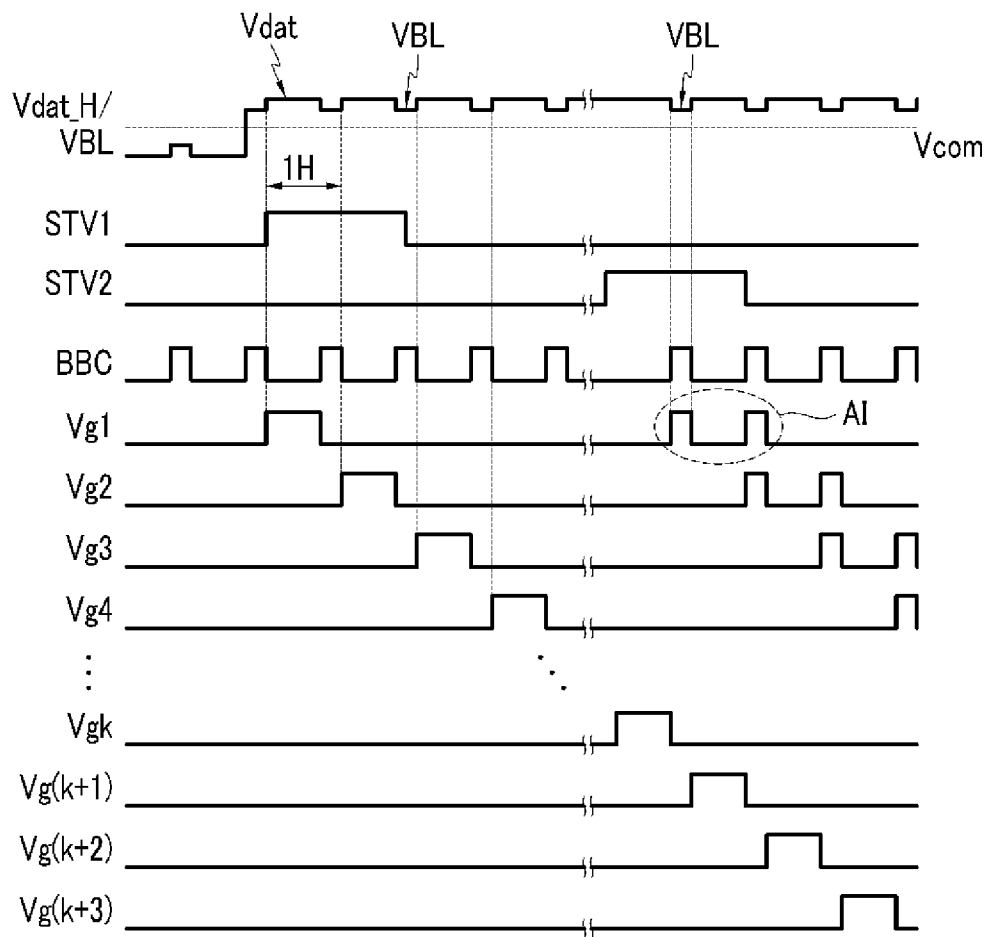 Vdat
VBL
VBL
Vdat_H/
VBL
Vcom
1H
STV1
STV2
BBC
Vg1
AI
Vg2
Vg3
Vg4
Vgk
Vg(k+1)
Vg(k+2)
Vg(k+3)